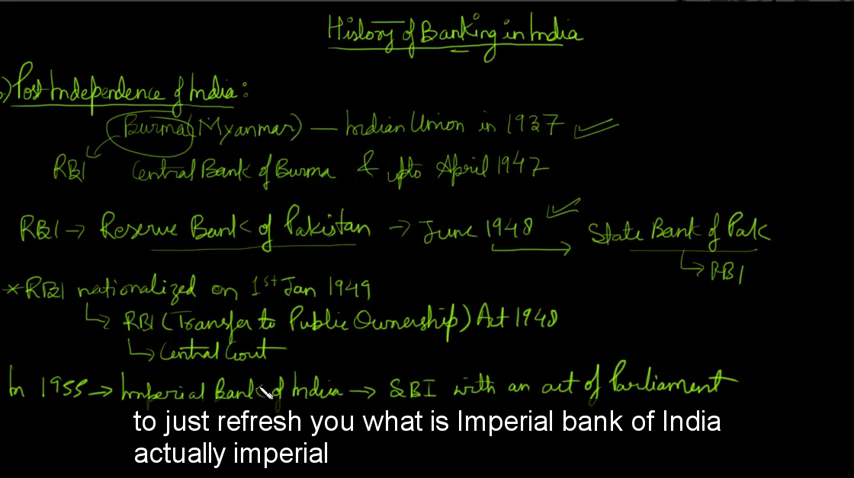 History of Banking in India
.) Post Independence of India :
Burma (Myanmar) — Indian Union in 1937
RBI Central Bank of Burma & upto April 1947
RBI → Reserve Bank of Pakistan → June 1948 → State Bank of Pak
→ RBI
* RBI nationalized on 1st Jan 1949
→ RBI (Transfer to Public Ownership) Act 1948
→ Central Govt
In 1955 → Imperial Bank of India → SBI with an act of Parliament
to just refresh you what is Imperial bank of India
actually imperial